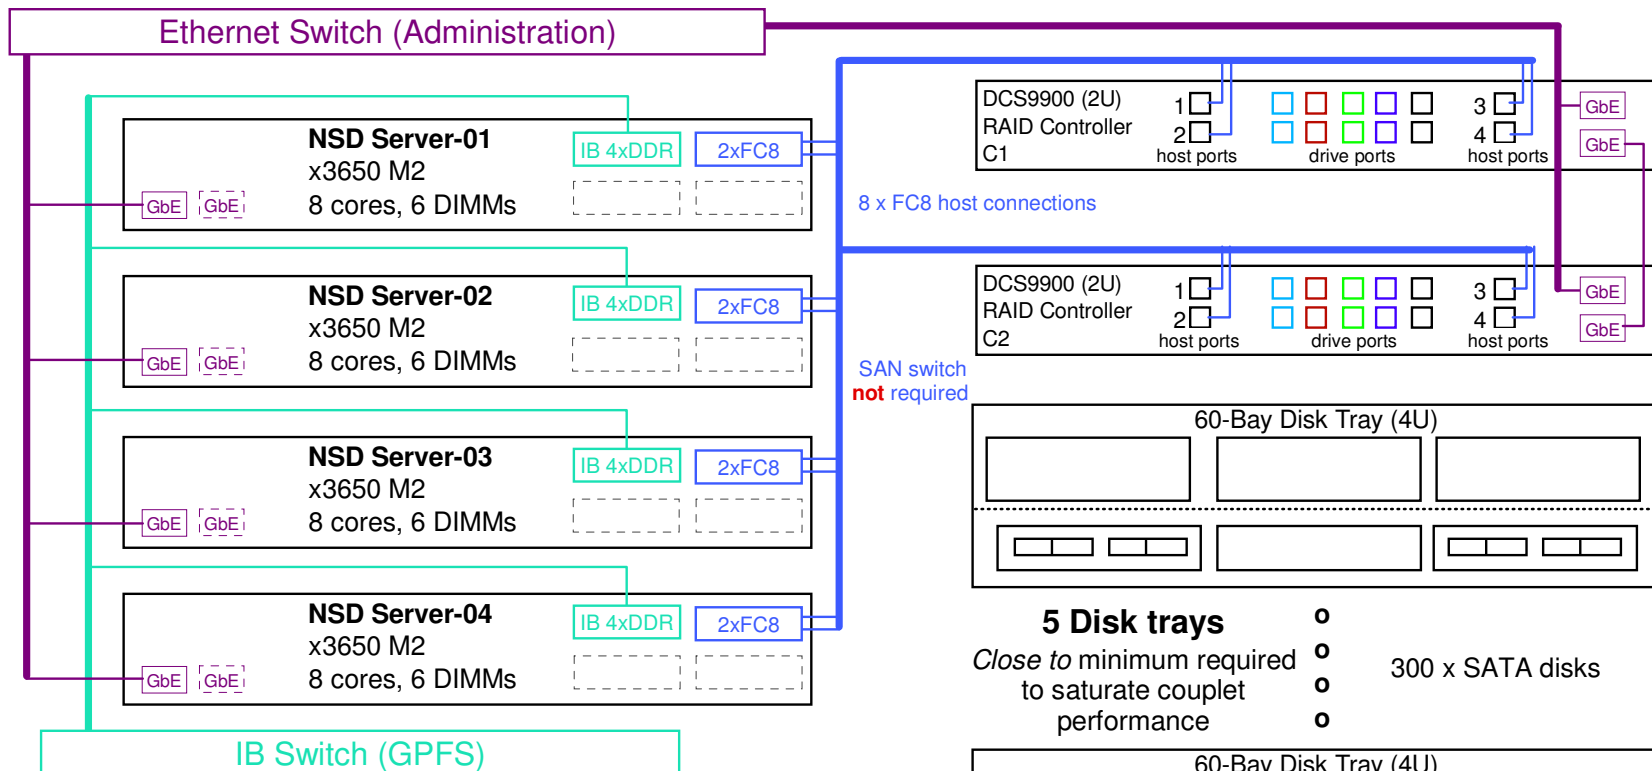 Ethernet Switch (Administration)
NSD Server-01
x3650 M2
8 cores, 6 DIMMs
GbE
GbE
IB 4xDDR
2xFC8
NSD Server-02
x3650 M2
8 cores, 6 DIMMs
GbE
GbE
IB 4xDDR
2xFC8
NSD Server-03
x3650 M2
8 cores, 6 DIMMs
GbE
GbE
IB 4xDDR
2xFC8
NSD Server-04
x3650 M2
8 cores, 6 DIMMs
GbE
GbE
IB 4xDDR
2xFC8
IB Switch (GPFS)
DCS9900 (2U)
RAID Controller
C1
1
2
host ports
drive ports
3
4
host ports
GbE
GbE
8 x FC8 host connections
DCS9900 (2U)
RAID Controller
C2
1
2
host ports
drive ports
3
4
host ports
GbE
GbE
SAN switch
not required
60-Bay Disk Tray (4U)
5 Disk trays
Close to minimum required
to saturate couplet
performance
o
o
o
o
300 x SATA disks
60-Bay Disk Tray (4U)